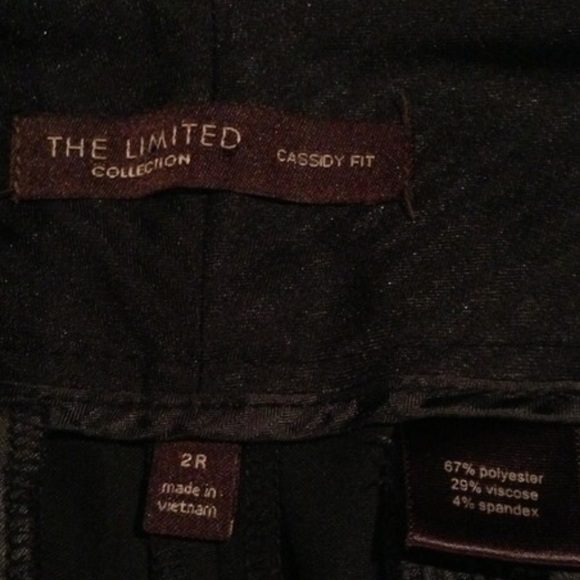 THE LIMITED
COLLECTION
CASSIDY FIT
2R
made in
vietnam
67% polyester
29% viscose
4% spandex